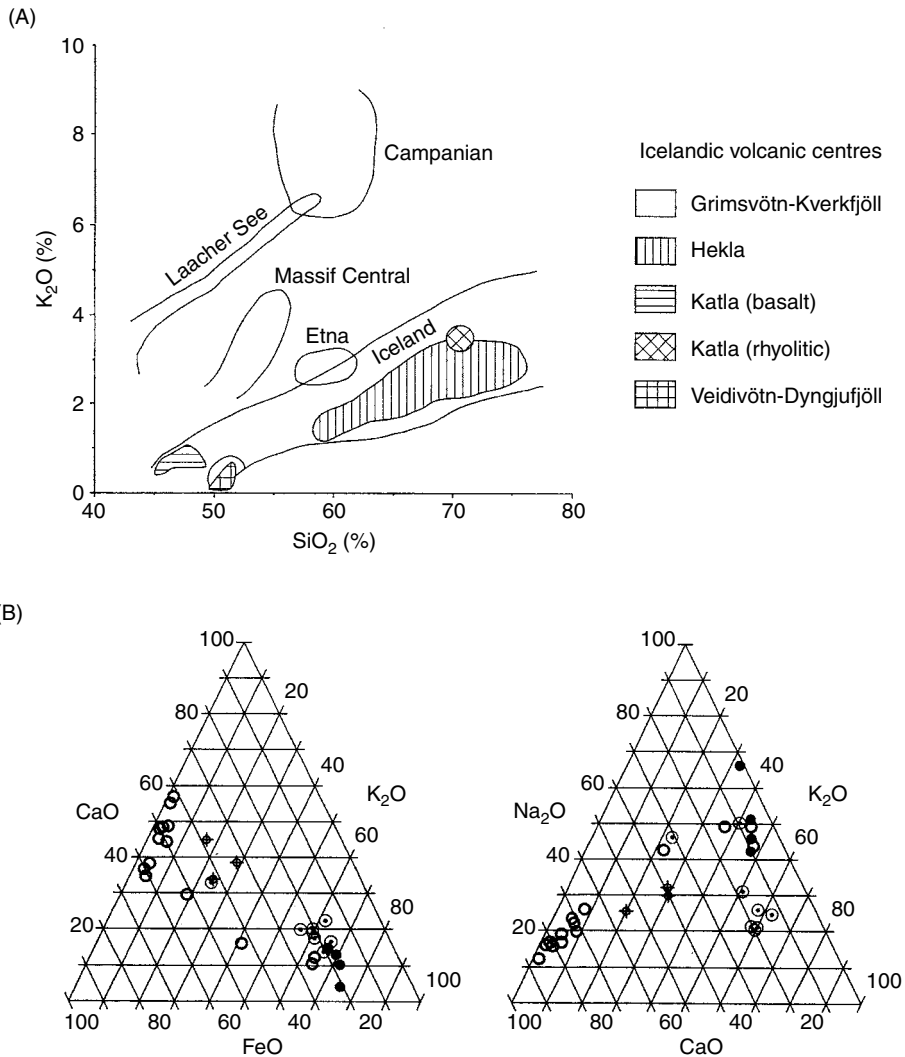 (A)
10
8
6
4
2
0
K2O (%)
40
50
60
70
80
SiO2 (%)
Campanian
Laacher See
Massif Central
Etna
Iceland
Icelandic volcanic centres
Grimsvötn-Kverkfjöll
Hekla
Katla (basalt)
Katla (rhyolitic)
Veidivötn-Dyngjufjöll
(B)
100
80
20
60
40
CaO
K2O
40
60
20
80
100
100
80
60
40
20
FeO
100
80
20
60
40
Na2O
K2O
40
60
20
80
100
100
80
60
40
20
CaO